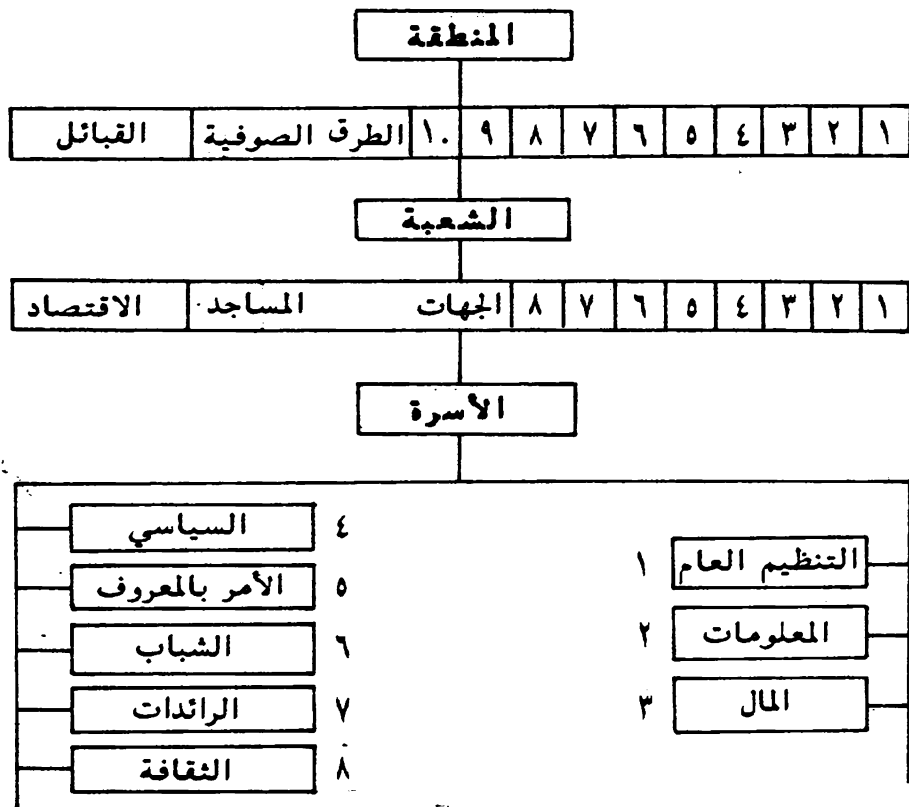 المنطقة
١ ٢ ٣ ٤ ٥ ٦ ٧ ٨ ٩ ١٠ الطرق الصوفية القبائل
الشعبة
١ ٢ ٣ ٤ ٥ ٦ ٧ ٨ الجهات المساجد الاقتصاد
الأسرة
التنظيم العام ١
المعلومات ٢
المال ٣
٤ السياسي
٥ الأمر بالمعروف
٦ الشباب
٧ الرائدات
٨ الثقافة